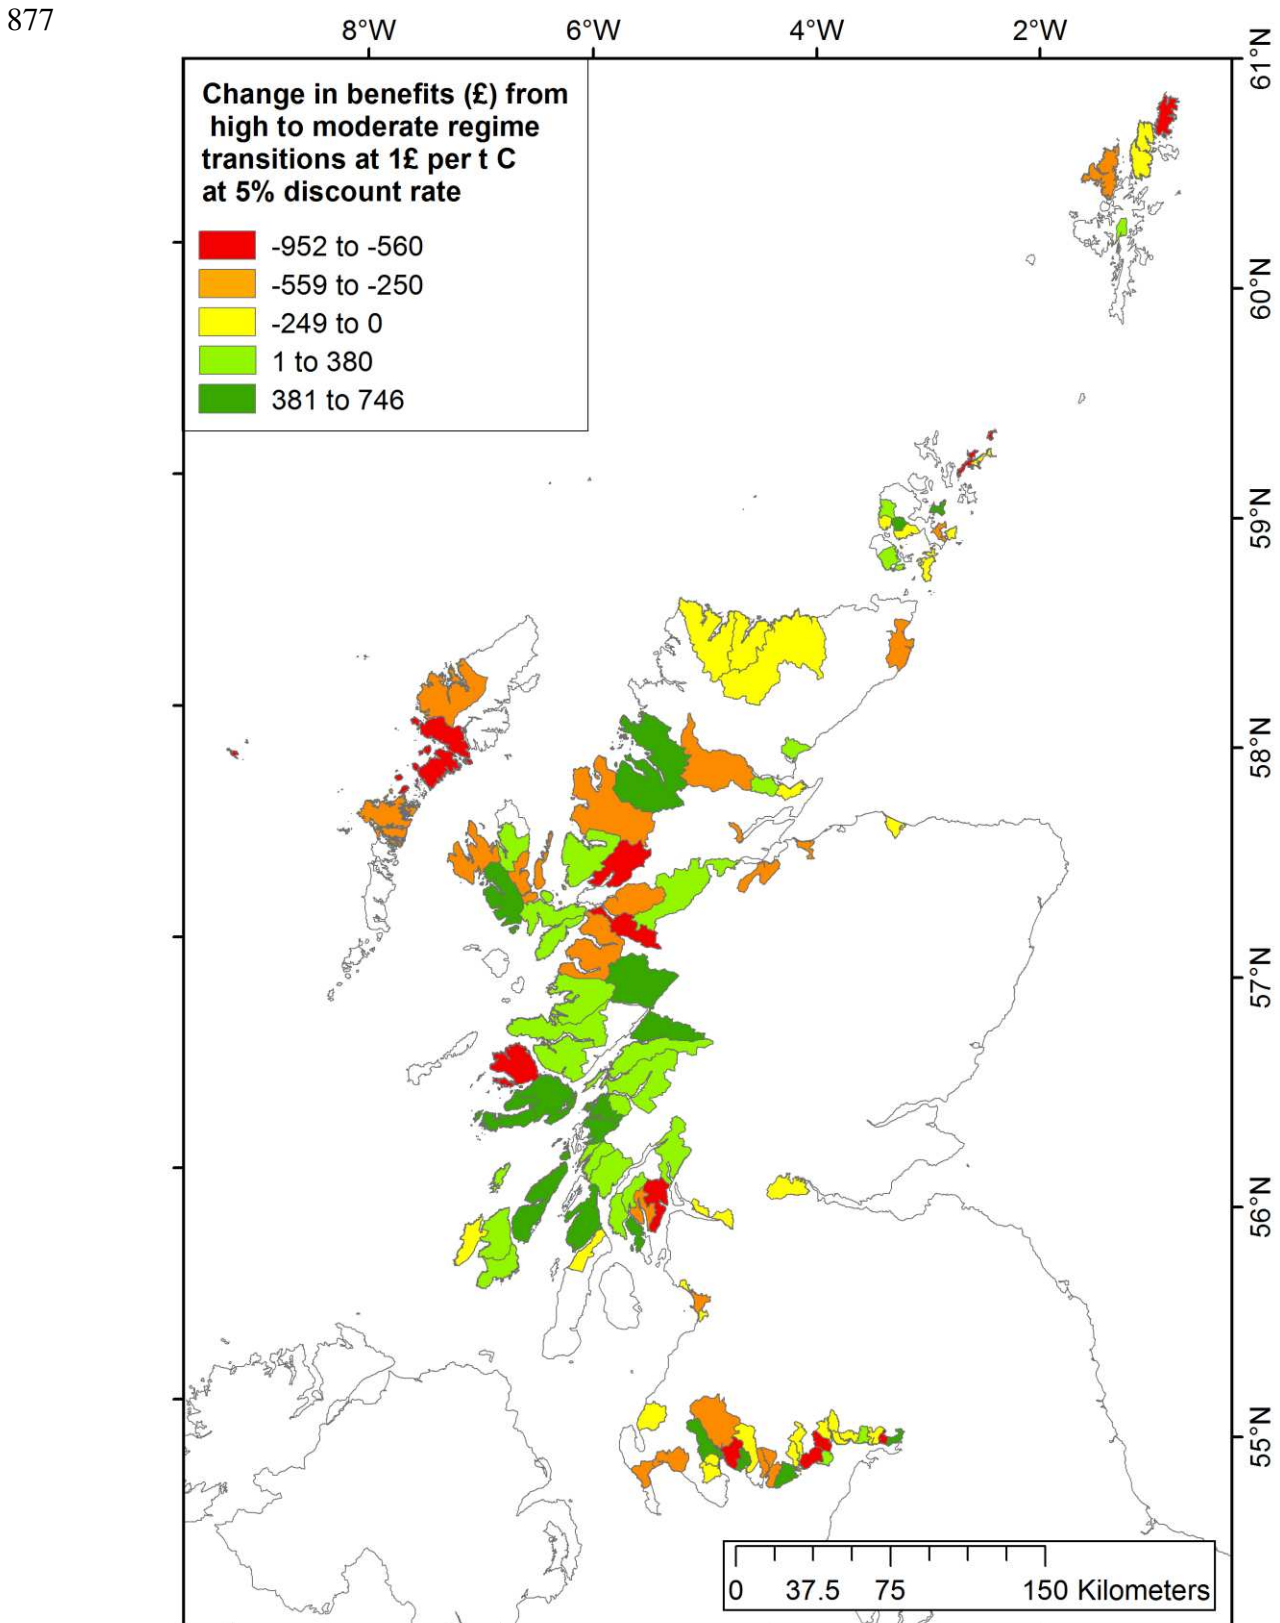 877
8°W 6°W 4°W 2°W
61°N
Change in benefits (£) from
high to moderate regime
transitions at 1£ per t C
at 5% discount rate
-952 to -560
-559 to -250
-249 to 0
1 to 380
381 to 746
60°N
59°N
58°N
57°N
56°N
55°N
0 37.5 75 150 Kilometers